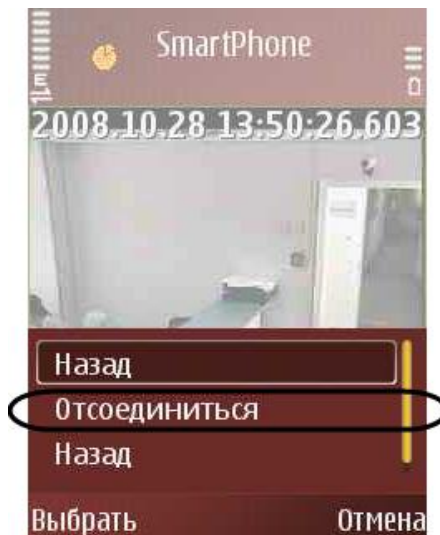 SmartPhone
E
2008.10.28 13:50:26.603
Назад
Отсоединиться
Назад
Выбрать Отмена